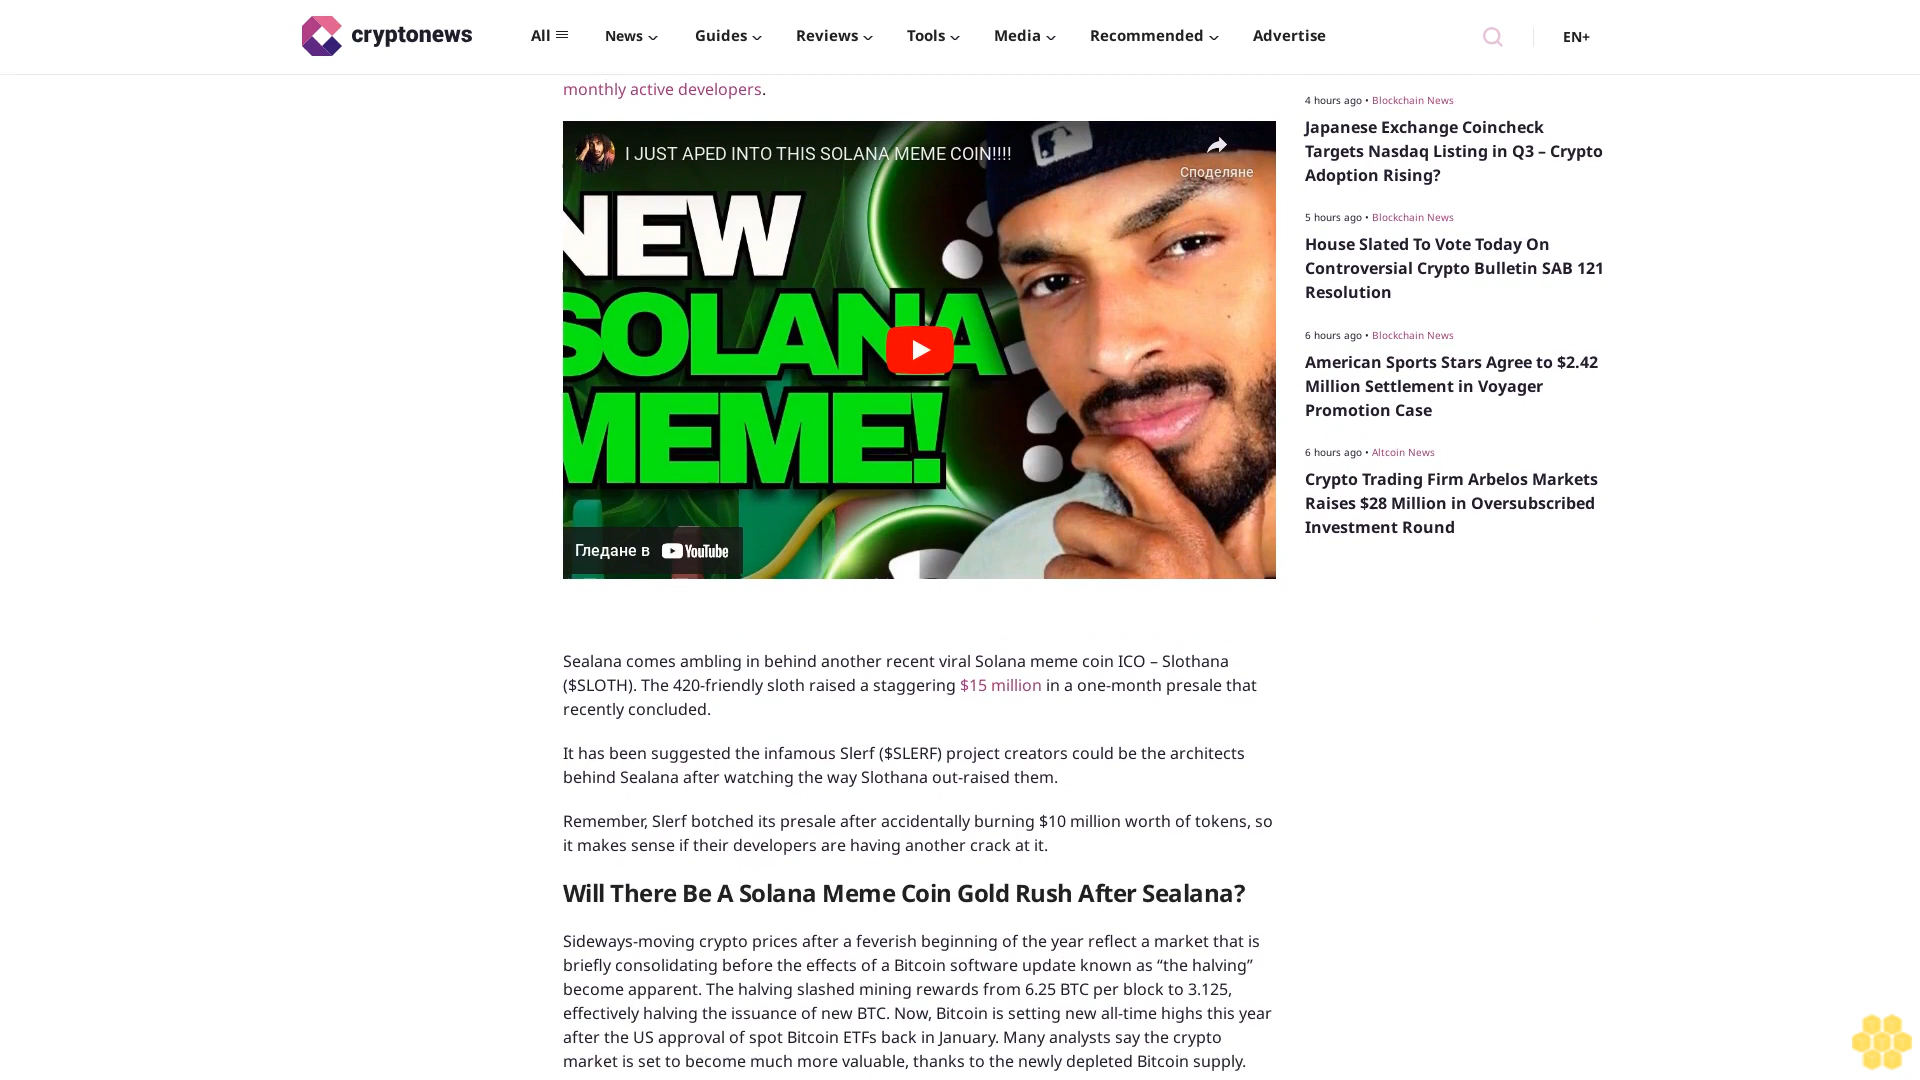 cryptonews
All
News
Guides
Reviews
Tools
Media
Recommended
Advertise
EN+
monthly active developers.
I JUST APED INTO THIS SOLANA MEME COIN!!!!
Споделяне
NEW
SOLANA
MEME!
Гледане в YouTube
Sealana comes ambling in behind another recent viral Solana meme coin ICO – Slothana
($SLOTH). The 420-friendly sloth raised a staggering $15 million in a one-month presale that
recently concluded.
It has been suggested the infamous Slerf ($SLERF) project creators could be the architects
behind Sealana after watching the way Slothana out-raised them.
Remember, Slerf botched its presale after accidentally burning $10 million worth of tokens, so
it makes sense if their developers are having another crack at it.
Will There Be A Solana Meme Coin Gold Rush After Sealana?
Sideways-moving crypto prices after a feverish beginning of the year reflect a market that is
briefly consolidating before the effects of a Bitcoin software update known as “the halving”
become apparent. The halving slashed mining rewards from 6.25 BTC per block to 3.125,
effectively halving the issuance of new BTC. Now, Bitcoin is setting new all-time highs this year
after the US approval of spot Bitcoin ETFs back in January. Many analysts say the crypto
market is set to become much more valuable, thanks to the newly depleted Bitcoin supply.
4 hours ago • Blockchain News
Japanese Exchange Coincheck
Targets Nasdaq Listing in Q3 – Crypto
Adoption Rising?
5 hours ago • Blockchain News
House Slated To Vote Today On
Controversial Crypto Bulletin SAB 121
Resolution
6 hours ago • Blockchain News
American Sports Stars Agree to $2.42
Million Settlement in Voyager
Promotion Case
6 hours ago • Altcoin News
Crypto Trading Firm Arbelos Markets
Raises $28 Million in Oversubscribed
Investment Round